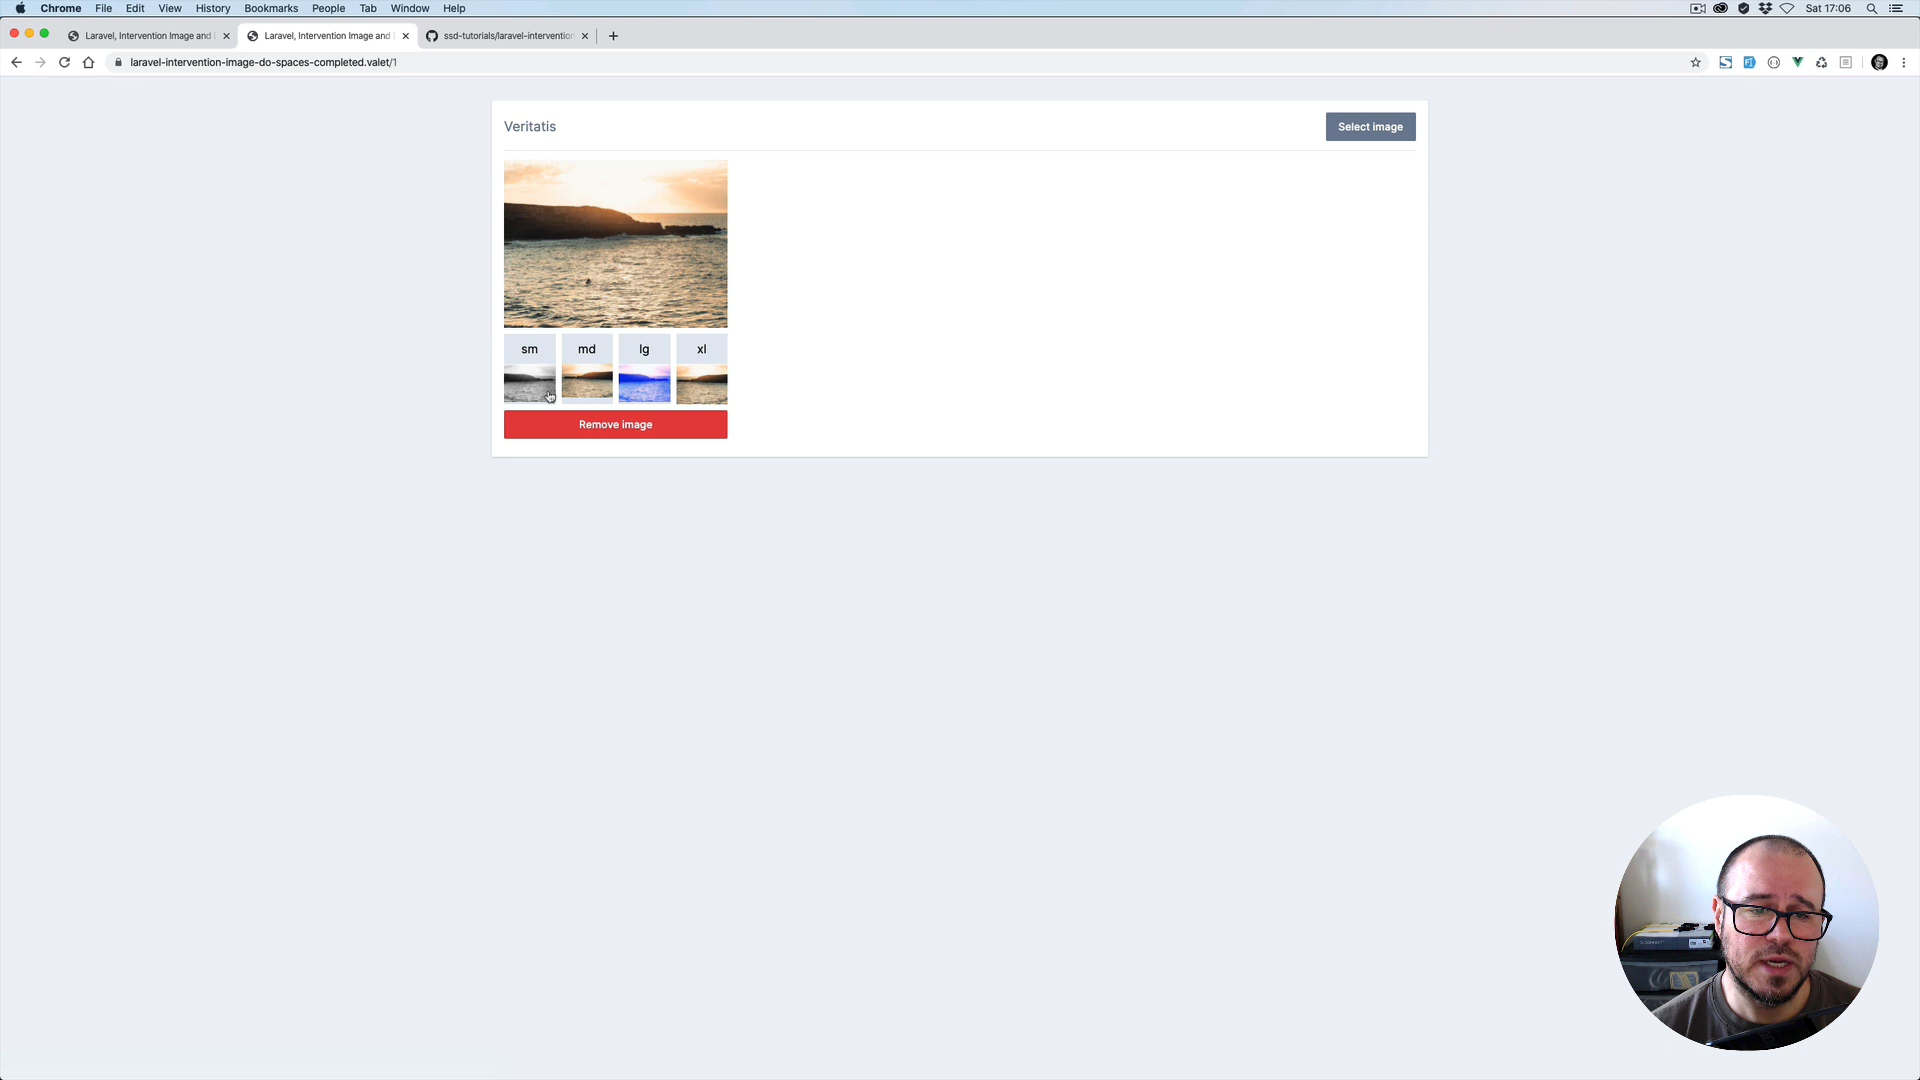 Chrome File Edit View History Bookmarks People Tab Window Help
Sat 17:06
Laravel, Intervention Image and
Laravel, Intervention Image and
ssd-tutorials/laravel-intervention
laravel-intervention-image-do-spaces-completed.valet/1
Veritatis
Select image
sm md lg xl
Remove image